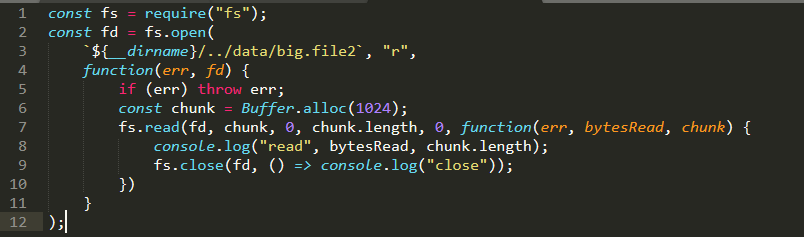 1 const fs = require("fs");
2 const fd = fs.open(
3     `${__dirname}/../data/big.file2`, "r",
4     function(err, fd) {
5         if (err) throw err;
6         const chunk = Buffer.alloc(1024);
7         fs.read(fd, chunk, 0, chunk.length, 0, function(err, bytesRead, chunk) {
8             console.log("read", bytesRead, chunk.length);
9             fs.close(fd, () => console.log("close"));
10         })
11     }
12 );